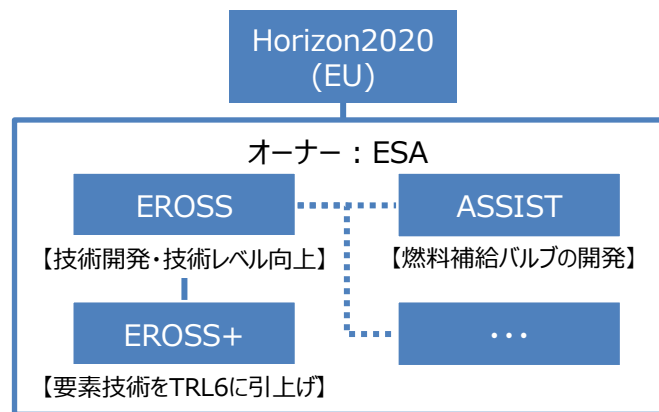 Horizon2020
(EU)
オーナー：ESA
EROSS
ASSIST
【技術開発・技術レベル向上】
【燃料補給バルブの開発】
EROSS+
・・・
【要素技術をTRL6に引上げ】